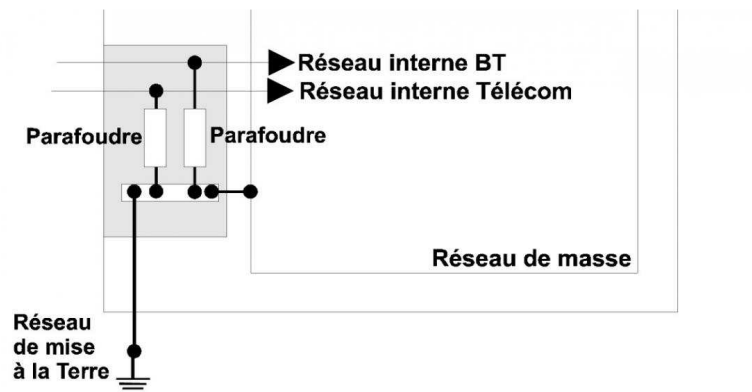 Réseau interne BT
Réseau interne Télécom
Parafoudre
Parafoudre
Réseau de masse
Réseau
de mise
à la Terre